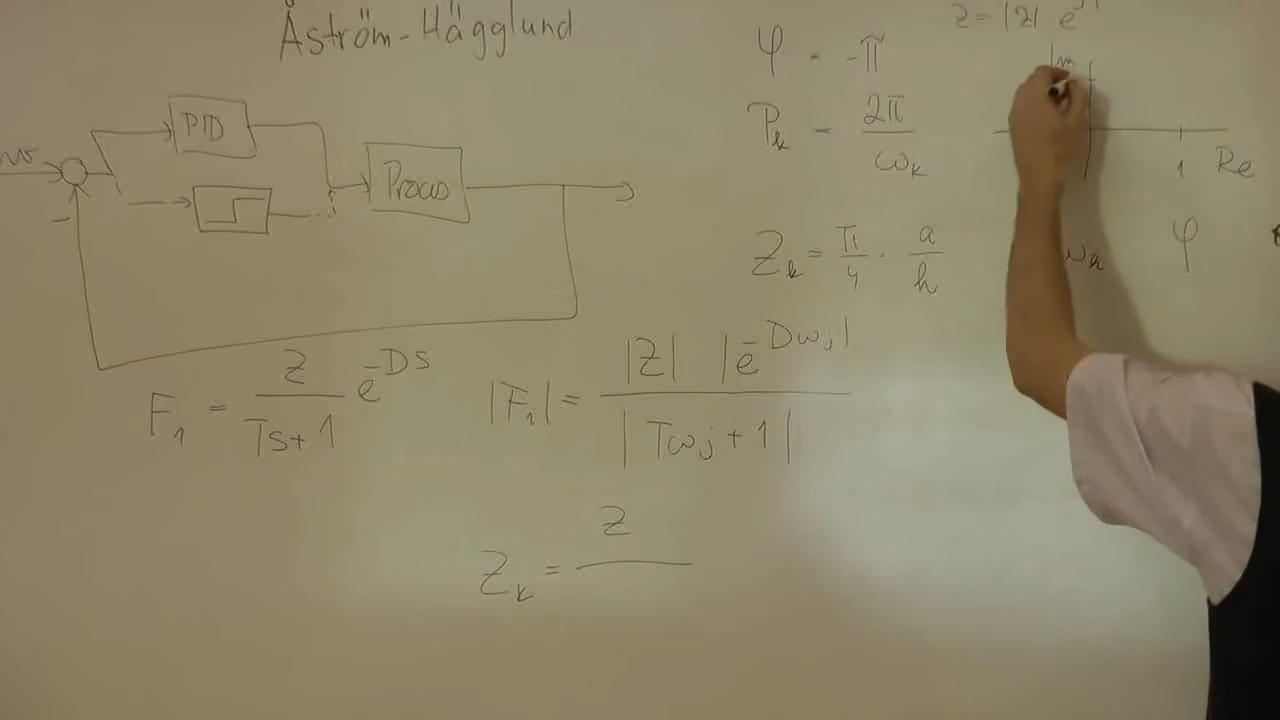 Åström-Hägglund
z = |z| e
φ = -π
Im
PID
P_k = 2π / ω_k
Re
1
Proces
φ
Z_k = π/4 · a/h
ω_k
F_1 = Z / (Ts+1) e^-Ds
|F_1| = |Z| |e^-Dωj| / |Tωj+1|
Z_k = Z